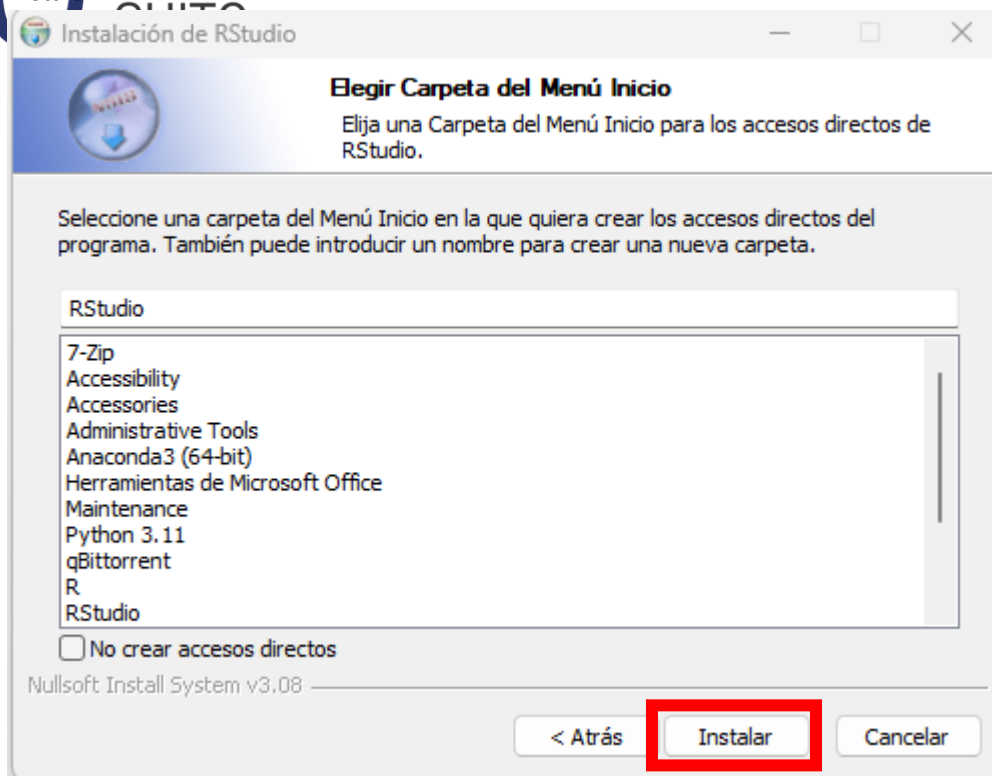 Instalación de RStudio
Elegir Carpeta del Menú Inicio
Elija una Carpeta del Menú Inicio para los accesos directos de
RStudio.
Seleccione una carpeta del Menú Inicio en la que quiera crear los accesos directos del
programa. También puede introducir un nombre para crear una nueva carpeta.
RStudio
7-Zip
Accessibility
Accessories
Administrative Tools
Anaconda3 (64-bit)
Herramientas de Microsoft Office
Maintenance
Python 3.11
qBittorrent
R
RStudio
No crear accesos directos
Nullsoft Install System v3.08
< Atrás
Instalar
Cancelar